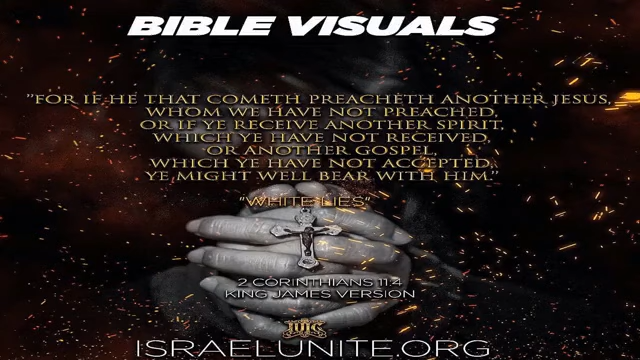 BIBLE VISUALS
"FOR IF HE THAT COMETH PREACHETH ANOTHER JESUS,
WHOM WE HAVE NOT PREACHED,
OR IF YE RECEIVE ANOTHER SPIRIT,
WHICH YE HAVE NOT RECEIVED,
OR ANOTHER GOSPEL,
WHICH YE HAVE NOT ACCEPTED,
YE MIGHT WELL BEAR WITH HIM."
"WHITE LIES"
2 CORINTHIANS 11:4
KING JAMES VERSION
IUIC
ISRAELUNITE.ORG